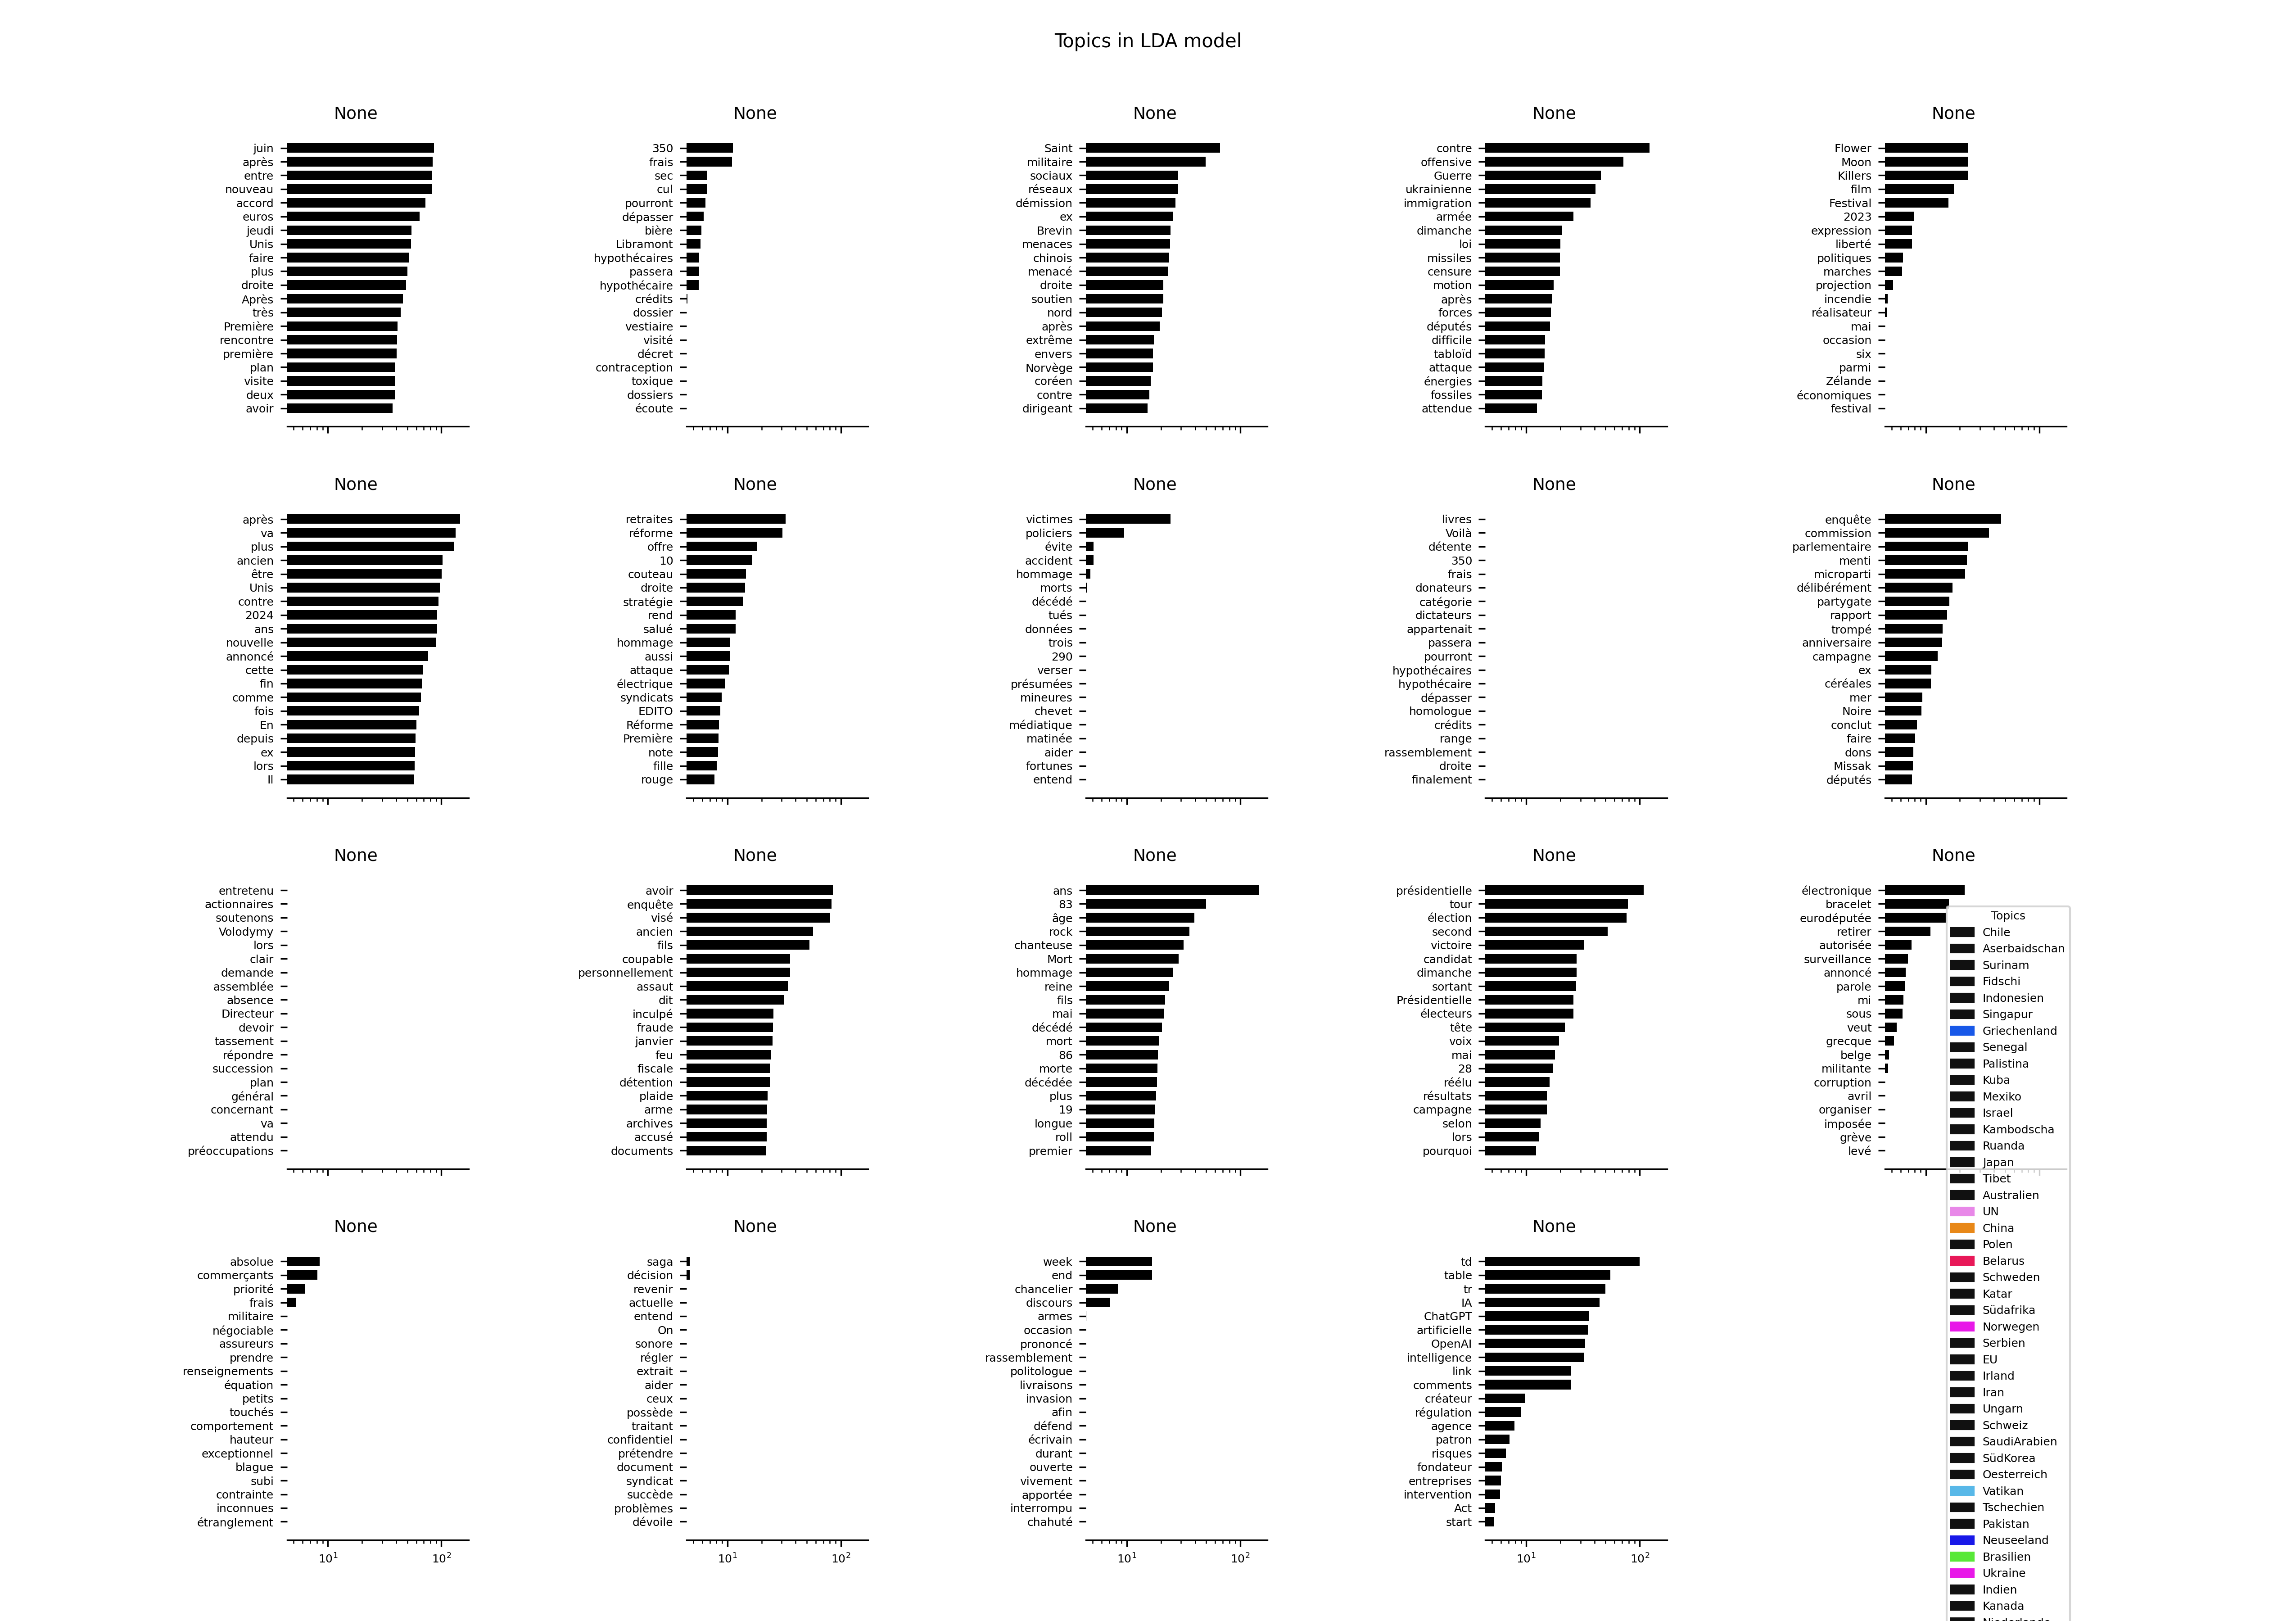 Topics in LDA model
None
juin
après
entre
nouveau
accord
euros
jeudi
Unis
faire
plus
droite
Après
très
Première
rencontre
première
plan
visite
deux
avoir
None
350
frais
sec
cul
pourront
dépasser
bière
Libramont
hypothécaires
passera
hypothécaire
crédits
dossier
vestiaire
visité
décret
contraception
toxique
dossiers
écoute
None
Saint
militaire
sociaux
réseaux
démission
ex
Brevin
menaces
chinois
menacé
droite
soutien
nord
après
extrême
envers
Norvège
coréen
contre
dirigeant
None
contre
offensive
Guerre
ukrainienne
immigration
armée
dimanche
loi
missiles
censure
motion
après
forces
députés
difficile
tabloïd
attaque
énergies
fossiles
attendue
None
Flower
Moon
Killers
film
Festival
2023
expression
liberté
politiques
marches
projection
incendie
réalisateur
mai
occasion
six
parmi
Zélande
économiques
festival
None
après
va
plus
ancien
être
Unis
contre
2024
ans
nouvelle
annoncé
cette
fin
comme
fois
En
depuis
ex
lors
Il
None
retraites
réforme
offre
10
couteau
droite
stratégie
rend
salué
hommage
aussi
attaque
électrique
syndicats
EDITO
Réforme
Première
note
fille
rouge
None
victimes
policiers
évite
accident
hommage
morts
décédé
tués
données
trois
290
verser
présumées
mineures
chevet
médiatique
matinée
aider
fortunes
entend
None
livres
Voilà
détente
350
frais
donateurs
catégorie
dictateurs
appartenait
passera
pourront
hypothécaires
hypothécaire
dépasser
homologue
crédits
range
rassemblement
droite
finalement
None
enquête
commission
parlementaire
menti
microparti
délibérément
partygate
rapport
trompé
anniversaire
campagne
ex
céréales
mer
Noire
conclut
faire
dons
Missak
députés
None
entretenu
actionnaires
soutenons
Volodymy
lors
clair
demande
assemblée
absence
Directeur
devoir
tassement
répondre
succession
plan
général
concernant
va
attendu
préoccupations
None
avoir
enquête
visé
ancien
fils
coupable
personnellement
assaut
dit
inculpé
fraude
janvier
feu
fiscale
détention
plaide
arme
archives
accusé
documents
None
ans
83
âge
rock
chanteuse
Mort
hommage
reine
fils
mai
décédé
mort
86
morte
décédée
plus
19
longue
roll
premier
None
présidentielle
tour
élection
second
victoire
candidat
dimanche
sortant
Présidentielle
électeurs
tête
voix
mai
28
réélu
résultats
campagne
selon
lors
pourquoi
None
électronique
bracelet
eurodéputée
retirer
autorisée
surveillance
annoncé
parole
mi
sous
veut
grecque
belge
militante
corruption
avril
organiser
imposée
grève
levé
None
absolue
commerçants
priorité
frais
militaire
négociable
assureurs
prendre
renseignements
équation
petits
touchés
comportement
hauteur
exceptionnel
blague
subi
contrainte
inconnues
étranglement
10¹ 10²
None
saga
décision
revenir
actuelle
entend
On
sonore
régler
extrait
aider
ceux
possède
traitant
confidentiel
prétendre
document
syndicat
succède
problèmes
dévoile
10¹ 10²
None
week
end
chancelier
discours
armes
occasion
prononcé
rassemblement
politologue
livraisons
invasion
afin
défend
écrivain
durant
ouverte
vivement
apportée
interrompu
chahuté
10¹ 10²
None
td
table
tr
IA
ChatGPT
artificielle
OpenAI
intelligence
link
comments
créateur
régulation
agence
patron
risques
fondateur
entreprises
intervention
Act
start
10¹ 10²
Topics
Chile
Aserbaidschan
Surinam
Fidschi
Indonesien
Singapur
Griechenland
Senegal
Palistina
Kuba
Mexiko
Israel
Kambodscha
Ruanda
Japan
Tibet
Australien
UN
China
Polen
Belarus
Schweden
Katar
Südafrika
Norwegen
Serbien
EU
Irland
Iran
Ungarn
Schweiz
SaudiArabien
SüdKorea
Oesterreich
Vatikan
Tschechien
Pakistan
Neuseeland
Brasilien
Ukraine
Indien
Kanada